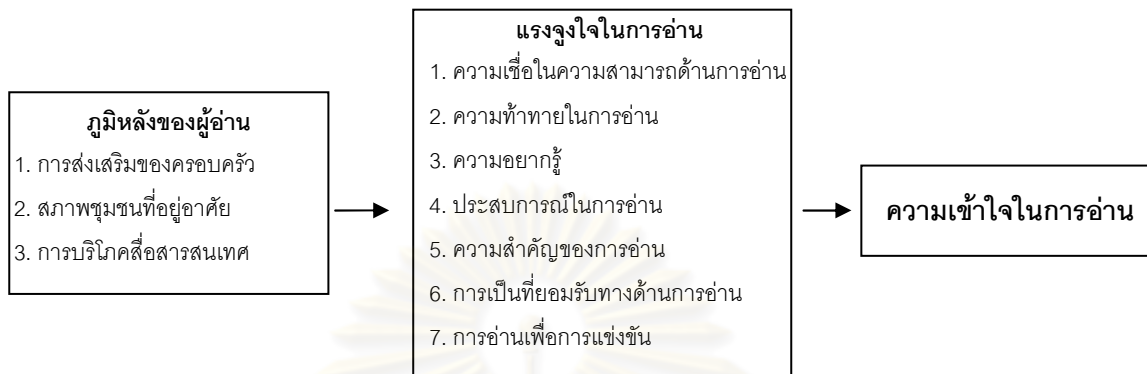 ภูมิหลังของผู้อ่าน
1. การส่งเสริมของครอบครัว
2. สภาพชุมชนที่อยู่อาศัย
3. การบริโภคสื่อสารสนเทศ
แรงจูงใจในการอ่าน
1. ความเชื่อในความสามารถด้านการอ่าน
2. ความท้าทายในการอ่าน
3. ความอยากรู้
4. ประสบการณ์ในการอ่าน
5. ความสำคัญของการอ่าน
6. การเป็นที่ยอมรับทางด้านการอ่าน
7. การอ่านเพื่อการแข่งขัน
ความเข้าใจในการอ่าน